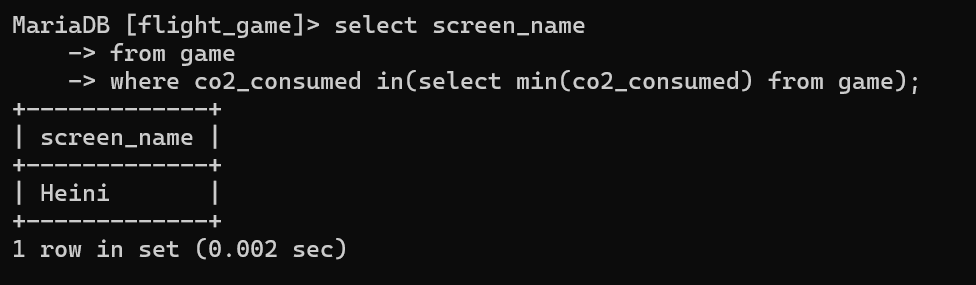 MariaDB [flight_game]> select screen_name
    -> from game
    -> where co2_consumed in(select min(co2_consumed) from game);
+-------------+
| screen_name |
+-------------+
| Heini       |
+-------------+
1 row in set (0.002 sec)